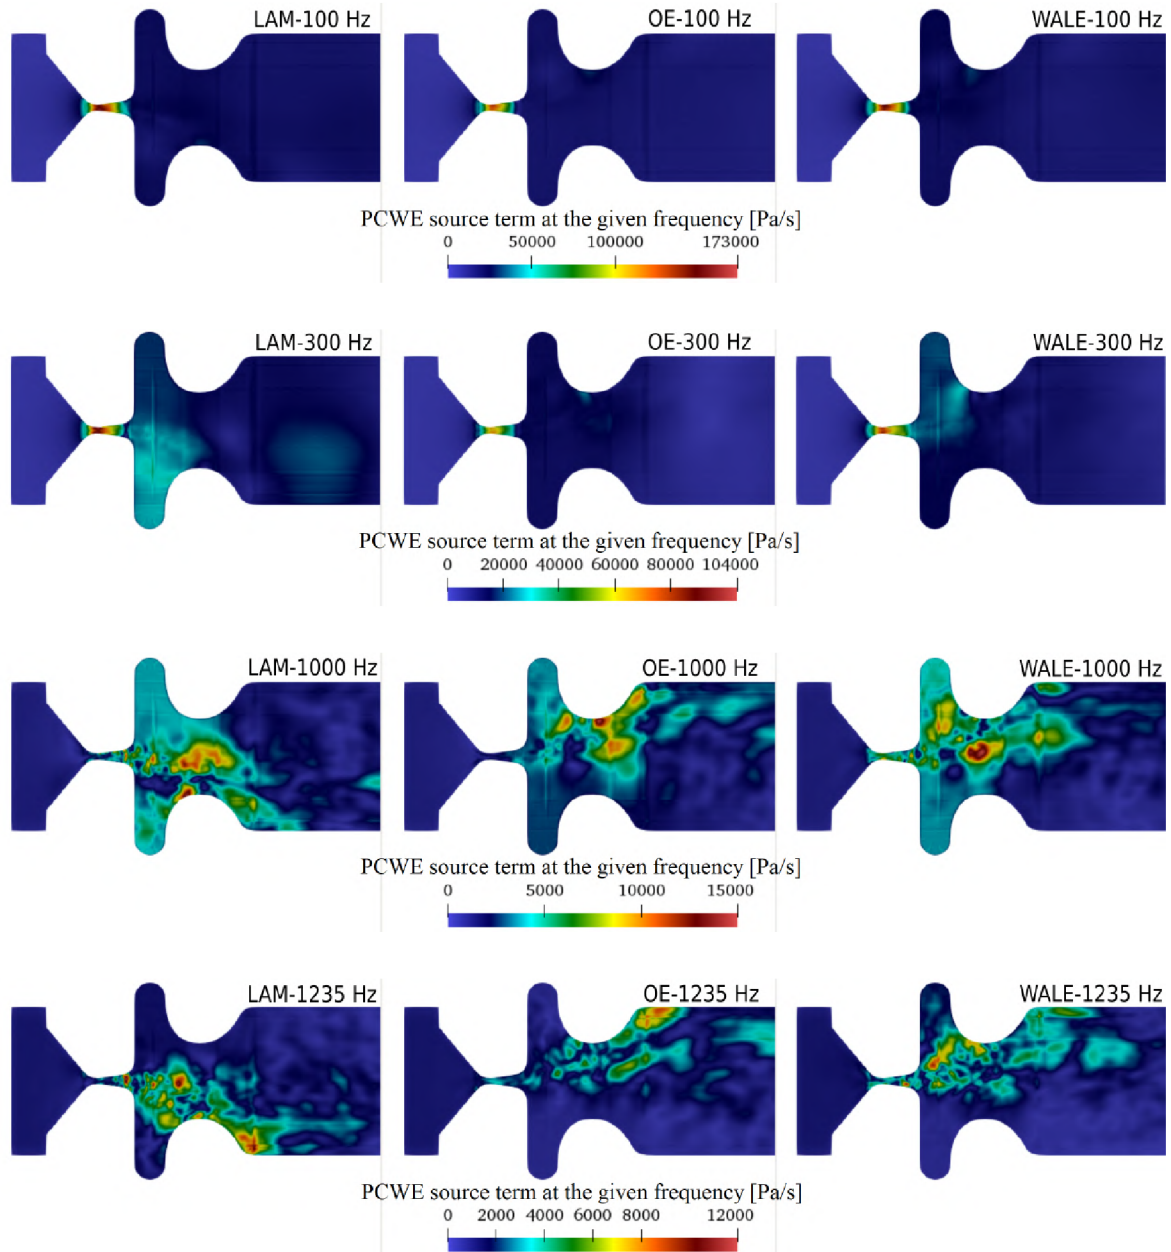 LAM-100 Hz OE-100 Hz WALE-100 Hz
PCWE source term at the given frequency [Pa/s]
0 50000 100000 173000
LAM-300 Hz OE-300 Hz WALE-300 Hz
PCWE source term at the given frequency [Pa/s]
0 20000 40000 60000 80000 104000
LAM-1000 Hz OE-1000 Hz WALE-1000 Hz
PCWE source term at the given frequency [Pa/s]
0 5000 10000 15000
LAM-1235 Hz OE-1235 Hz WALE-1235 Hz
PCWE source term at the given frequency [Pa/s]
0 2000 4000 6000 8000 12000